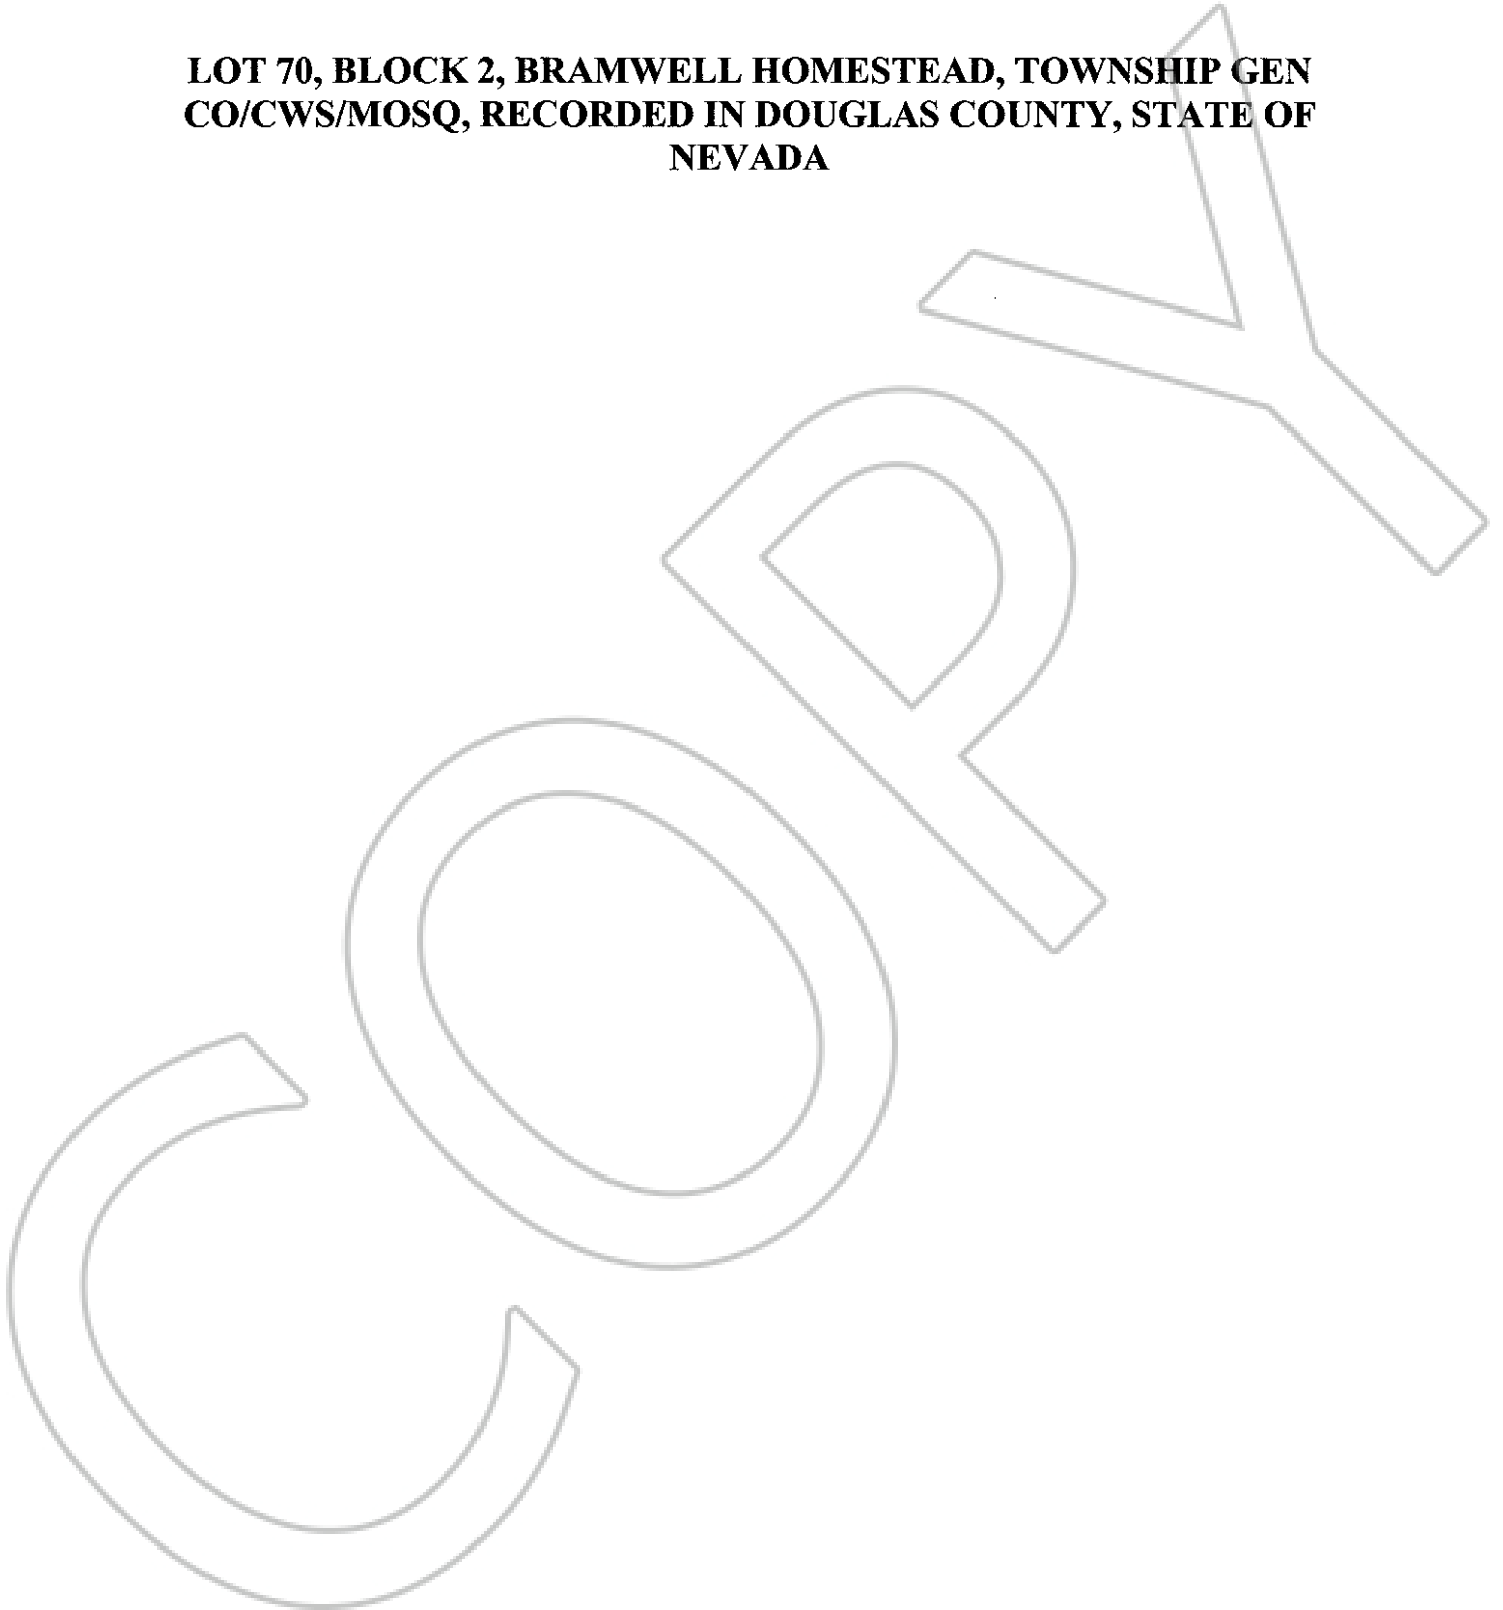 LOT 70, BLOCK 2, BRAMWELL HOMESTEAD, TOWNSHIP GEN
CO/CWS/MOSQ, RECORDED IN DOUGLAS COUNTY, STATE OF
NEVADA
COPY